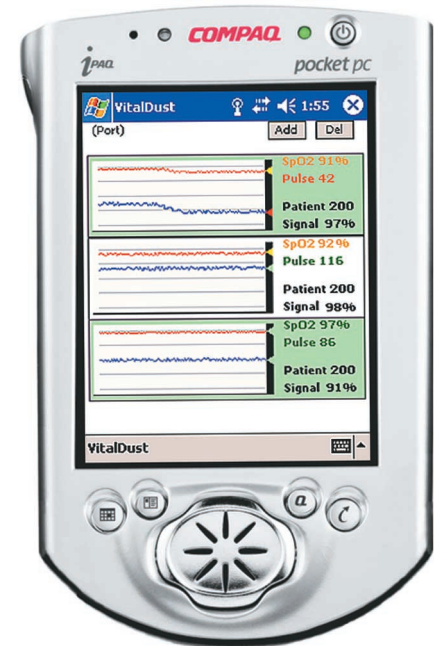 COMPAQ
iPAQ
pocket pc
VitalDust
1:55
(Port)
Add
Del
SpO2 91%
Pulse 42
Patient 200
Signal 97%
SpO2 92%
Pulse 116
Patient 200
Signal 98%
SpO2 97%
Pulse 86
Patient 200
Signal 91%
VitalDust